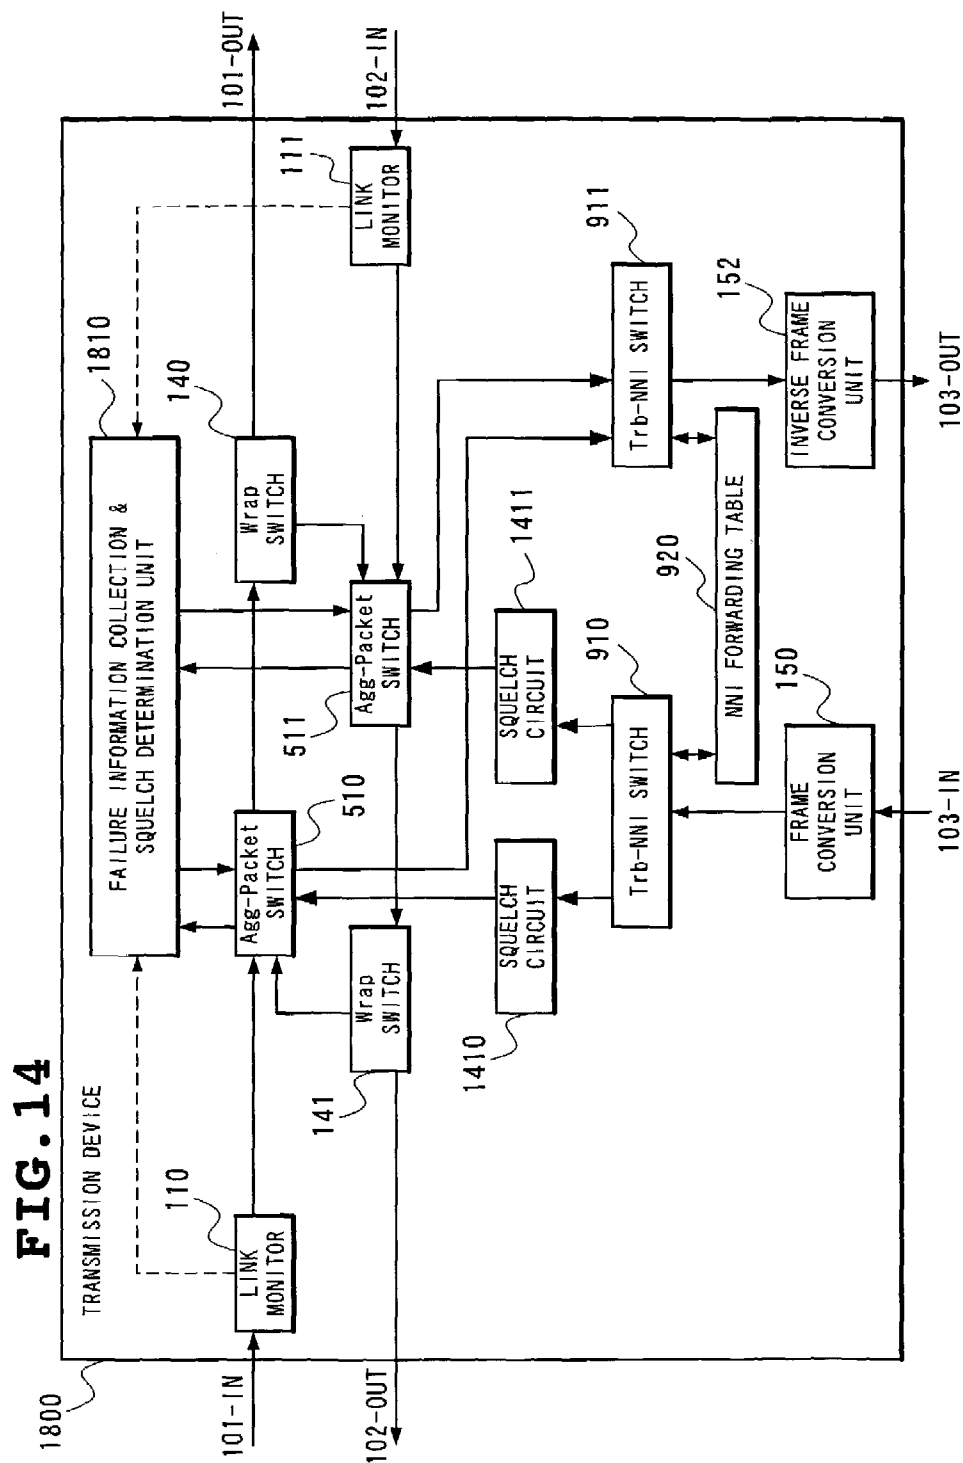 FIG.14
1800
TRANSMISSION DEVICE
FAILURE INFORMATION COLLECTION &
SQUELCH DETERMINATION UNIT
1810
101-IN
LINK
MONITOR
110
Agg-Packet
SWITCH
510
Wrap
SWITCH
140
101-OUT
102-OUT
Wrap
SWITCH
141
Agg-Packet
SWITCH
511
LINK
MONITOR
111
102-IN
SQUELCH
CIRCUIT
1410
SQUELCH
CIRCUIT
1411
Trb-NNI SWITCH
910
Trb-NNI SWITCH
911
NNI FORWARDING TABLE
920
FRAME
CONVERSION
UNIT
150
INVERSE FRAME
CONVERSION
UNIT
152
103-IN
103-OUT